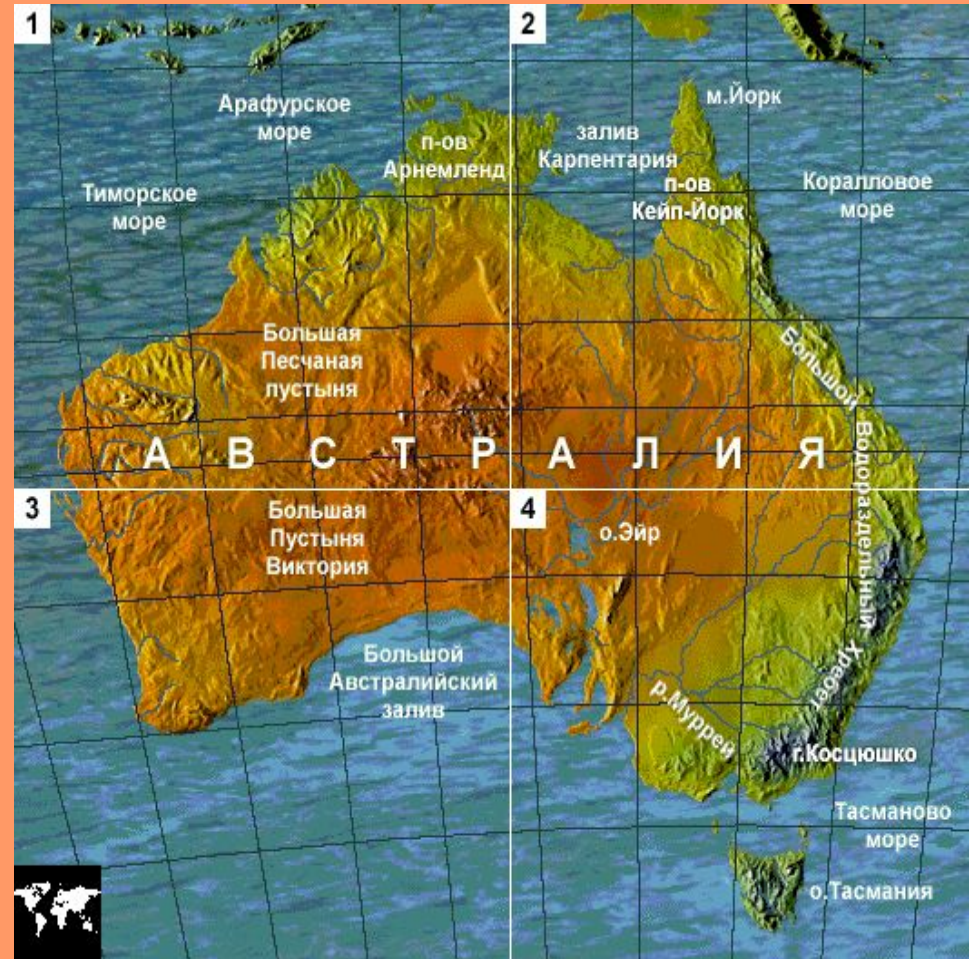 1
2
Арафурское
море
м.Йорк
залив
Карпентария
п-ов
Арнемленд
п-ов
Кейп-Йорк
Тиморское
море
Коралловое
море
Большая
Песчаная
пустыня
Большой
Водораздельный
Хребет
АВСТРАЛИЯ
3
4
Большая
Пустыня
Виктория
о.Эйр
Большой
Австралийский
залив
р.Муррей
г.Косцюшко
Тасманово
море
о.Тасмания